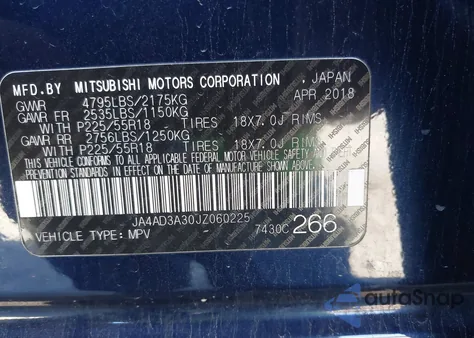 MFD.BY MITSUBISHI MOTORS CORPORATION JAPAN
GVWR 4795LBS/2175KG APR.2018
GAWR FR 2535LBS/1150KG
WITH P225/55R18 TIRES 18X7.0J RIMS.
GAWR RR 2756LBS/1250KG
WITH P225/55R18 TIRES 18X7.0J RIMS.
THIS VEHICLE CONFORMS TO ALL APPLICABLE FEDERAL MOTOR VEHICLE SAFETY
STANDARDS IN EFFECT ON THE DATE OF MANUFACTURE SHOWN ABOVE.
JA4AD3A30JZ060225
VEHICLE TYPE: MPV 7430C 266
autoSnap